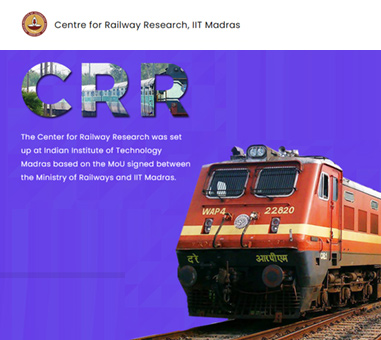 Centre for Railway Research, IIT Madras
CRR
The Center for Railway Research was set
up at Indian Institute of Technology
Madras based on the MoU signed between
the Ministry of Railways and IIT Madras.
WAP4 22820
आरपीएम